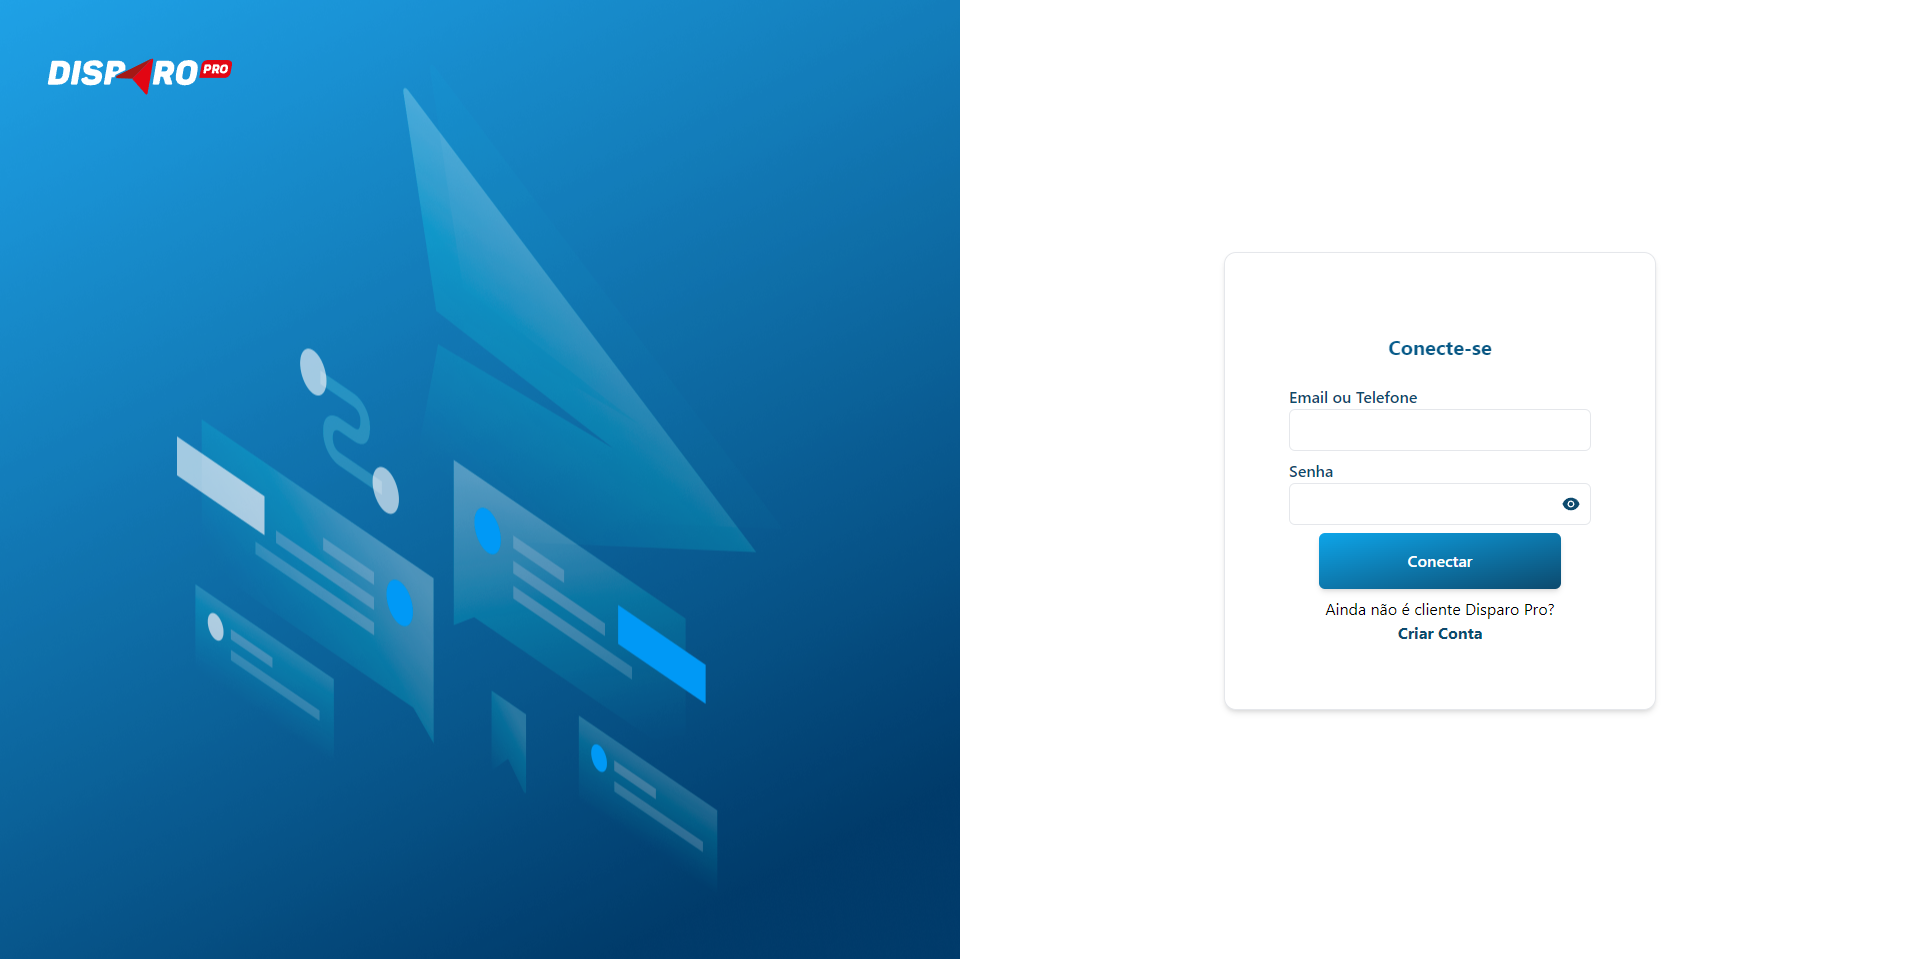 DISPARO PRO
Conecte-se
Email ou Telefone
Senha
Conectar
Ainda não é cliente Disparo Pro?
Criar Conta